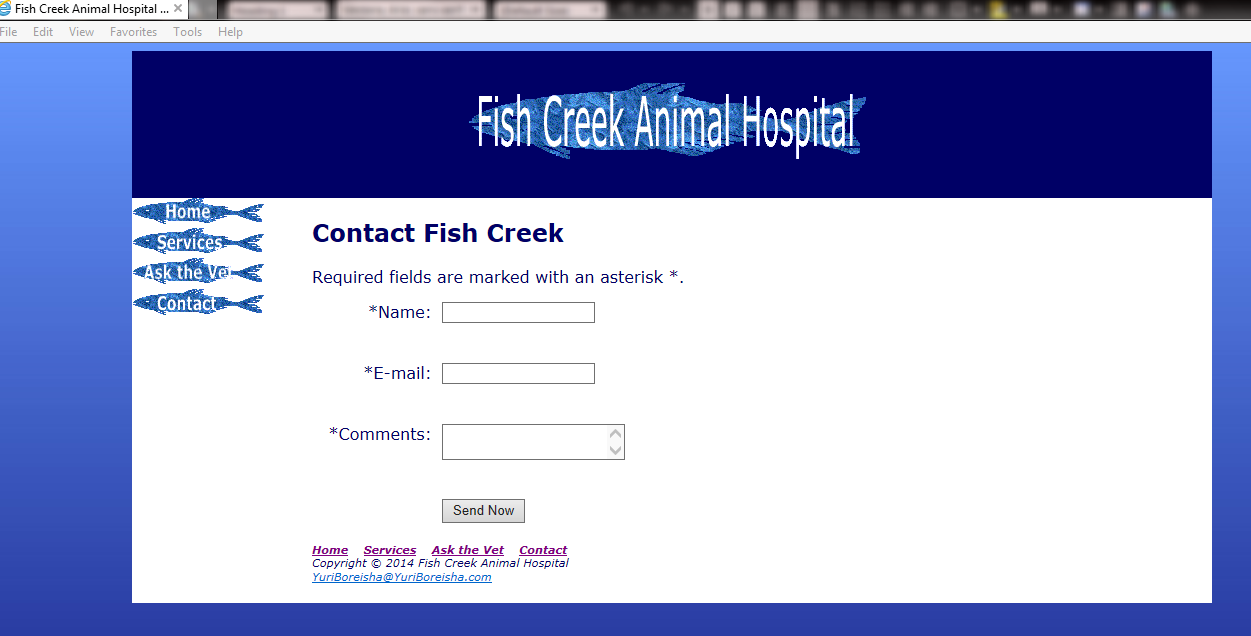 Fish Creek Animal Hospital ...
File Edit View Favorites Tools Help
Fish Creek Animal Hospital
Home
Services
Ask the Vet
Contact
Contact Fish Creek
Required fields are marked with an asterisk *.
*Name:
*E-mail:
*Comments:
Send Now
Home Services Ask the Vet Contact
Copyright © 2014 Fish Creek Animal Hospital
YuriBoreisha@YuriBoreisha.com